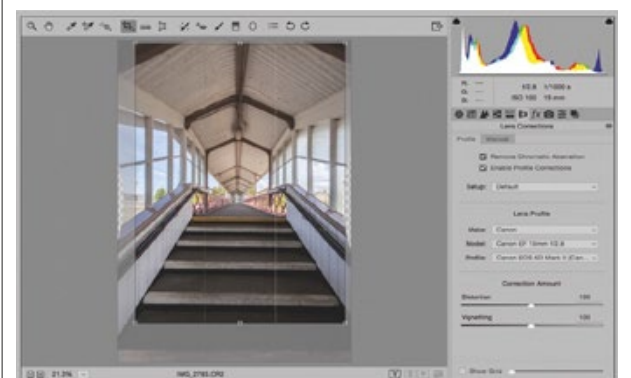 f/2.8 1/1000 s
ISO 100 15 mm
Lens Corrections
Profile Manual
Remove Chromatic Aberration
Enable Profile Corrections
Setup: Default
Lens Profile
Make: Canon
Model:
Profile:
Correction Amount
Distortion 100
Vignetting 100
Show Grid
21.3% IMG_2793.CR2